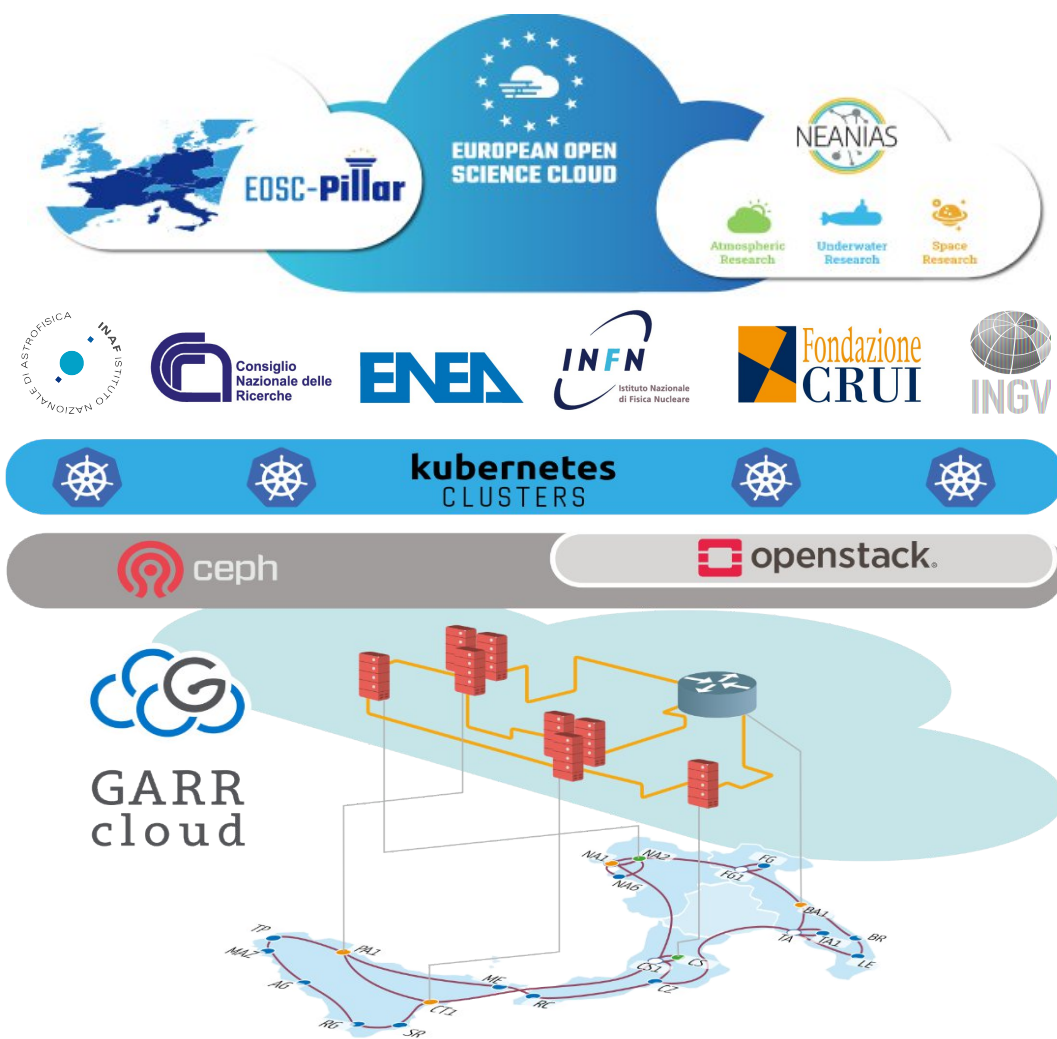 EOSC-Pillar
EUROPEAN OPEN
SCIENCE CLOUD
NEANIAS
Atmospheric
Research
Underwater
Research
Space
Research
INAF ISTITUTO NAZIONALE DI ASTROFISICA
Consiglio
Nazionale delle
Ricerche
ENEA
INFN
Istituto Nazionale
di Fisica Nucleare
Fondazione
CRUI
INGV
kubernetes
CLUSTERS
ceph
openstack.
G
GARR
cloud
NA1
NA2
NA6
FG
FG1
BA1
TA
TA1
BR
LE
TP
MA2
PA1
AG
RG
SR
CT1
ME
RC
CS1
CS
CZ